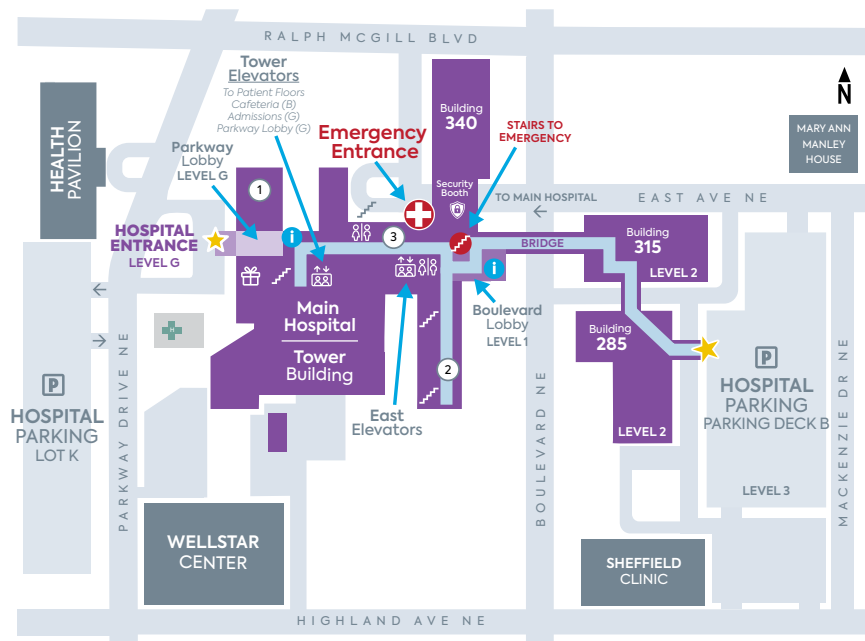 RALPH MCGILL BLVD
Tower
Elevators
To Patient Floors
Cafeteria (B)
Admissions (G)
Parkway Lobby (G)
Building
340
N
HEALTH
PAVILION
Emergency
Entrance
STAIRS TO
EMERGENCY
MARY ANN
MANLEY
HOUSE
Parkway
Lobby
LEVEL G
1
Security
Booth
TO MAIN HOSPITAL
EAST AVE NE
HOSPITAL
ENTRANCE
LEVEL G
i
3
BRIDGE
Building
315
LEVEL 2
i
Main
Hospital
Tower
Building
Boulevard
Lobby
LEVEL 1
Building
285
LEVEL 2
H
2
P
HOSPITAL
PARKING
LOT K
PARKWAY DRIVE NE
East
Elevators
BOULEVARD NE
P
HOSPITAL
PARKING
PARKING DECK B
LEVEL 3
MACKENZIE DR NE
WELLSTAR
CENTER
SHEFFIELD
CLINIC
HIGHLAND AVE NE